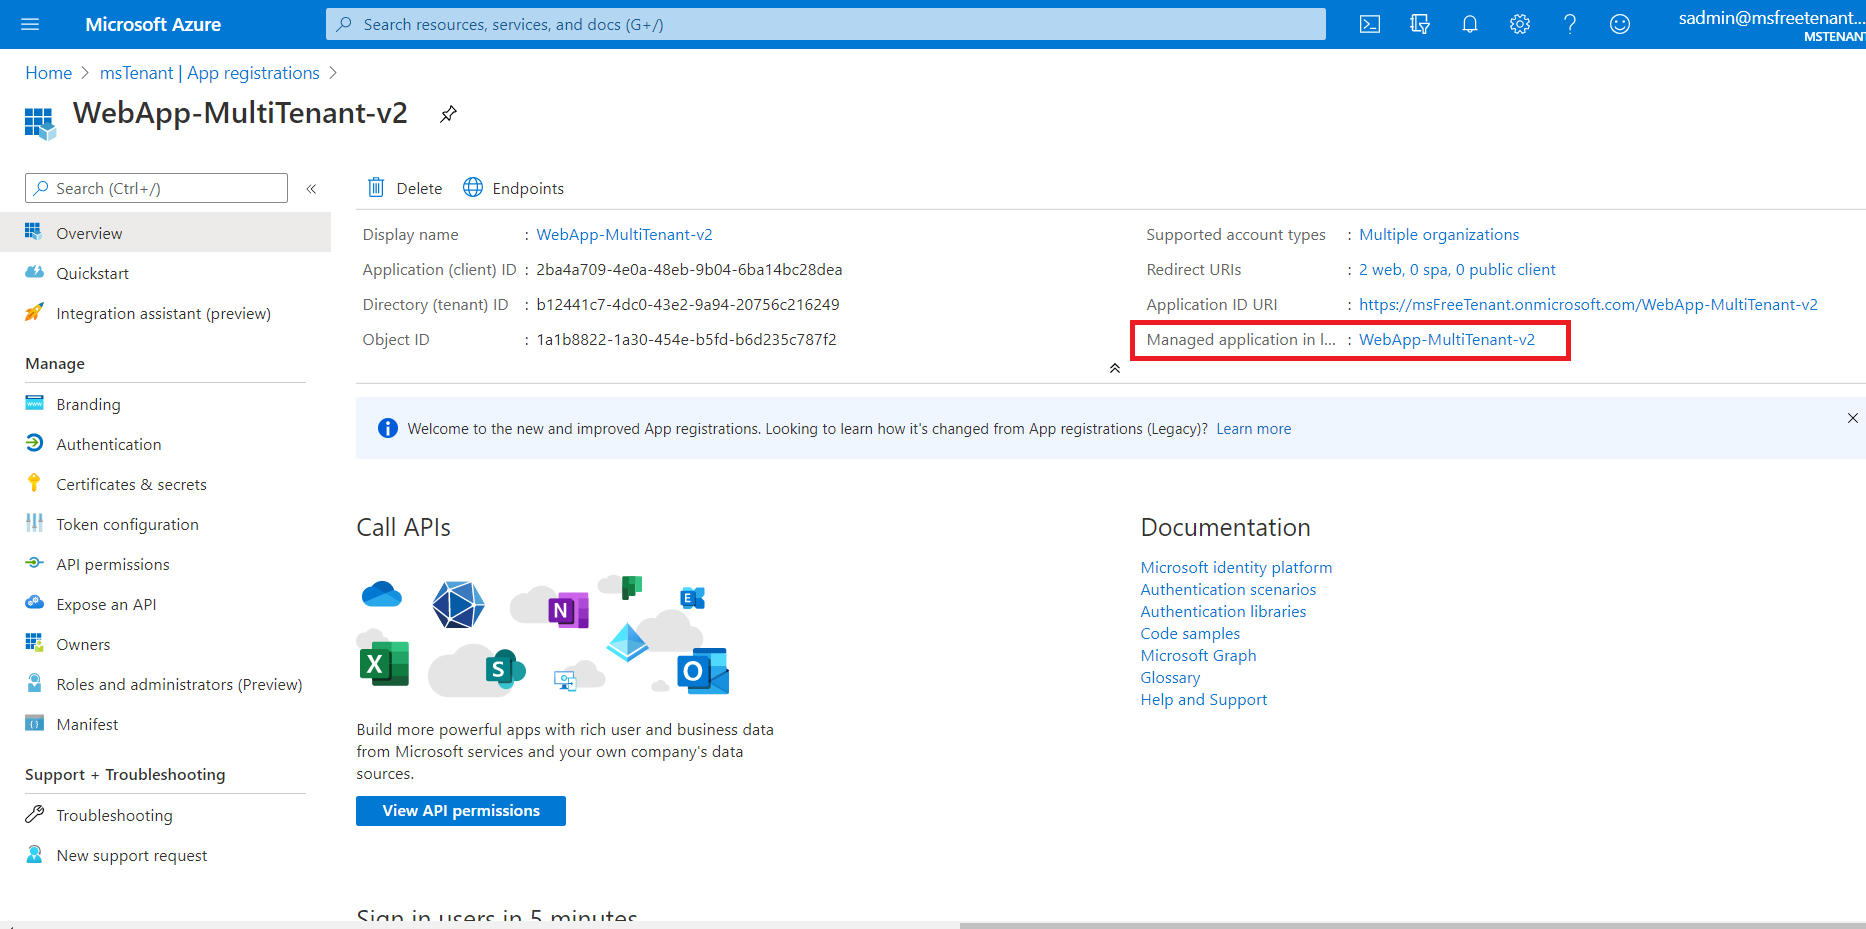 Microsoft Azure
Search resources, services, and docs (G+/)
sadmin@msfreetenant...
MSTENANT
Home > msTenant | App registrations >
WebApp-MultiTenant-v2
Search (Ctrl+/)
«
Delete
Endpoints
Overview
Quickstart
Integration assistant (preview)
Manage
Branding
Authentication
Certificates & secrets
Token configuration
API permissions
Expose an API
Owners
Roles and administrators (Preview)
Manifest
Support + Troubleshooting
Troubleshooting
New support request
Display name : WebApp-MultiTenant-v2
Application (client) ID : 2ba4a709-4e0a-48eb-9b04-6ba14bc28dea
Directory (tenant) ID : b12441c7-4dc0-43e2-9a94-20756c216249
Object ID : 1a1b8822-1a30-454e-b5fd-b6d235c787f2
Supported account types : Multiple organizations
Redirect URIs : 2 web, 0 spa, 0 public client
Application ID URI : https://msFreeTenant.onmicrosoft.com/WebApp-MultiTenant-v2
Managed application in l... : WebApp-MultiTenant-v2
Welcome to the new and improved App registrations. Looking to learn how it's changed from App registrations (Legacy)? Learn more
Call APIs
N
E
X
S
O
Build more powerful apps with rich user and business data
from Microsoft services and your own company's data
sources.
View API permissions
Documentation
Microsoft identity platform
Authentication scenarios
Authentication libraries
Code samples
Microsoft Graph
Glossary
Help and Support
Sign in users in 5 minutes